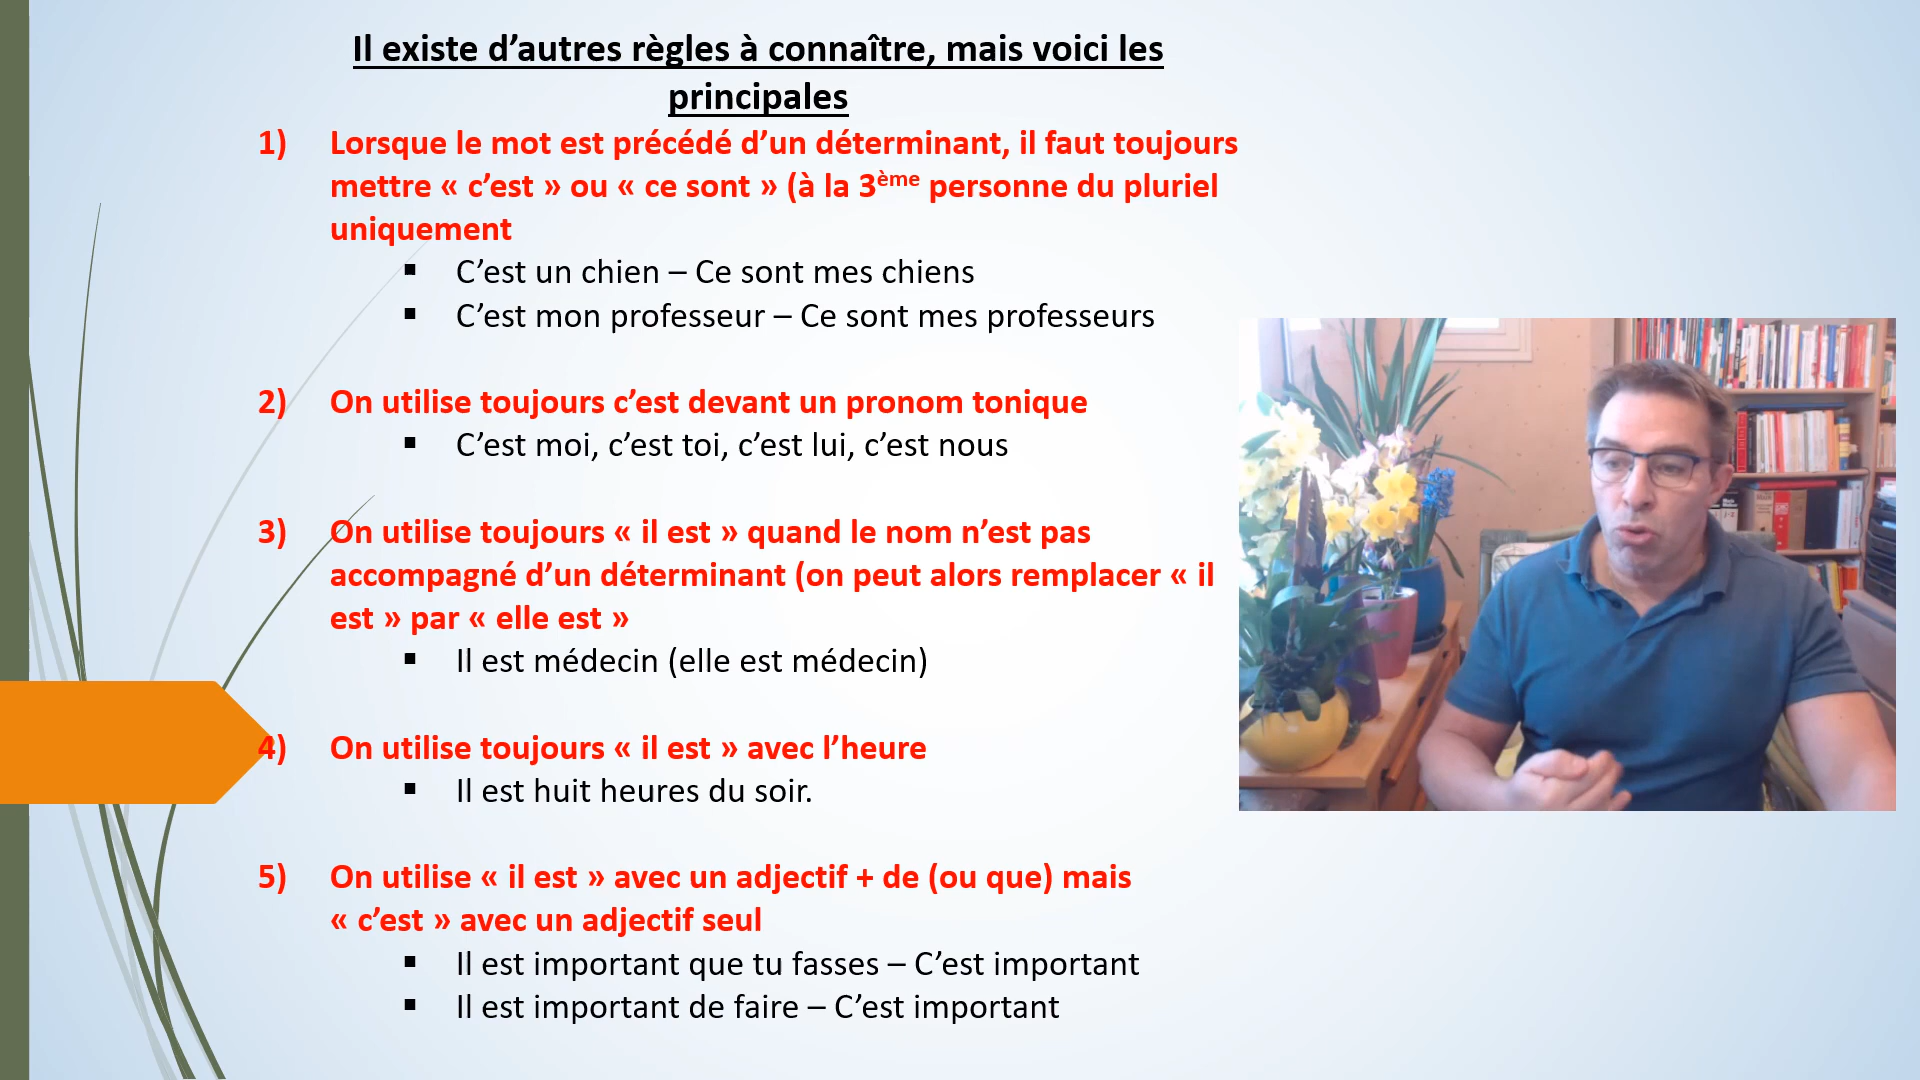 Il existe d’autres règles à connaître, mais voici les
principales
1) Lorsque le mot est précédé d’un déterminant, il faut toujours
mettre « c’est » ou « ce sont » (à la 3ème personne du pluriel
uniquement
▪ C’est un chien – Ce sont mes chiens
▪ C’est mon professeur – Ce sont mes professeurs
2) On utilise toujours c’est devant un pronom tonique
▪ C’est moi, c’est toi, c’est lui, c’est nous
3) On utilise toujours « il est » quand le nom n’est pas
accompagné d’un déterminant (on peut alors remplacer « il
est » par « elle est »
▪ Il est médecin (elle est médecin)
4) On utilise toujours « il est » avec l’heure
▪ Il est huit heures du soir.
5) On utilise « il est » avec un adjectif + de (ou que) mais
« c’est » avec un adjectif seul
▪ Il est important que tu fasses – C’est important
▪ Il est important de faire – C’est important